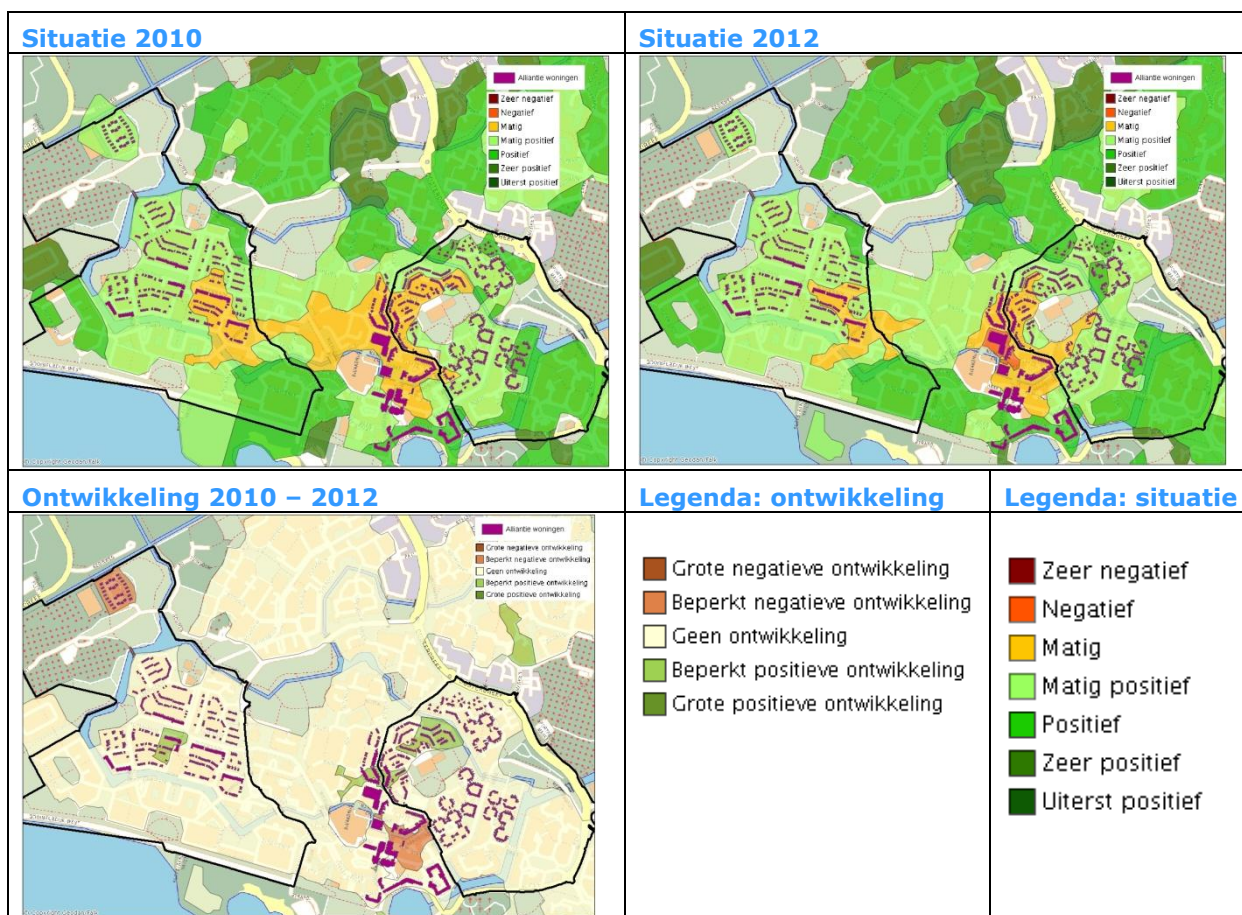 Situatie 2010
Situatie 2012
Alliantie woningen
Zeer negatief
Negatief
Matig
Matig positief
Positief
Zeer positief
Uiterst positief
Alliantie woningen
Zeer negatief
Negatief
Matig
Matig positief
Positief
Zeer positief
Uiterst positief
Ontwikkeling 2010 – 2012
Legenda: ontwikkeling
Legenda: situatie
Alliantie woningen
Grote negatieve ontwikkeling
Beperkt negatieve ontwikkeling
Geen ontwikkeling
Beperkt positieve ontwikkeling
Grote positieve ontwikkeling
Grote negatieve ontwikkeling
Beperkt negatieve ontwikkeling
Geen ontwikkeling
Beperkt positieve ontwikkeling
Grote positieve ontwikkeling
Zeer negatief
Negatief
Matig
Matig positief
Positief
Zeer positief
Uiterst positief